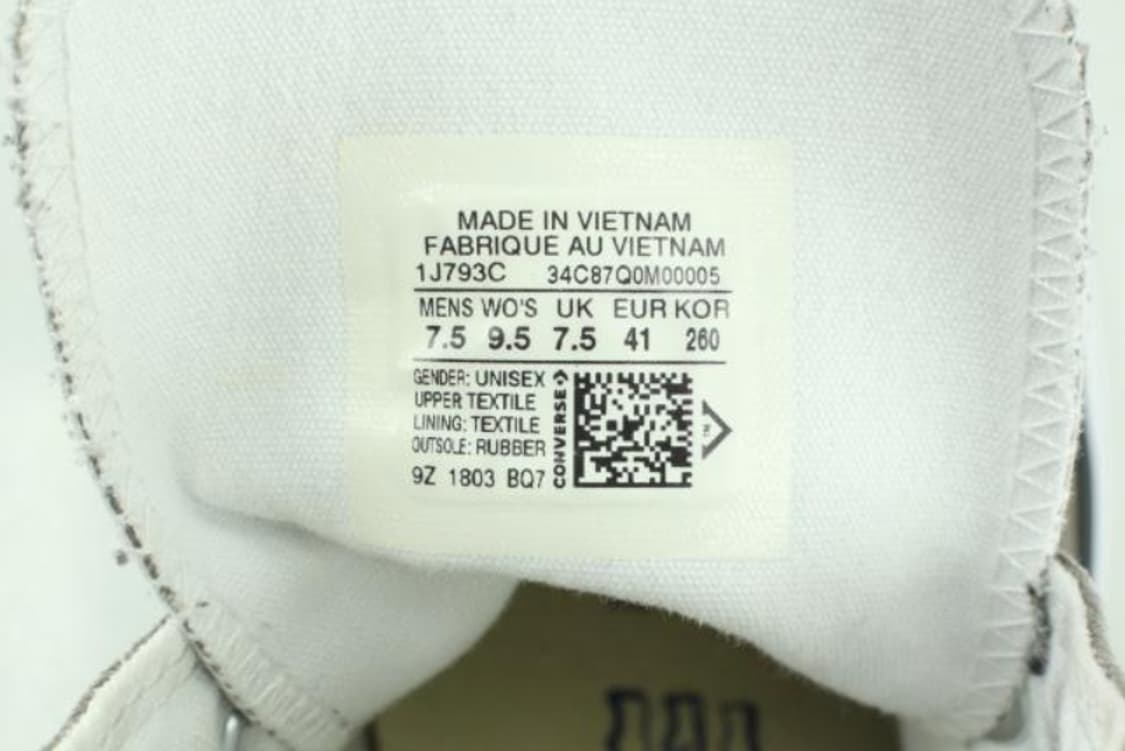 MADE IN VIETNAM
FABRIQUE AU VIETNAM
1J793C 34C87Q0M00005
MENS WO'S UK EUR KOR
7.5 9.5 7.5 41 260
GENDER: UNISEX
UPPER TEXTILE
LINING: TEXTILE
OUTSOLE: RUBBER
9Z 1803 BQ7
CONVERSE
TM